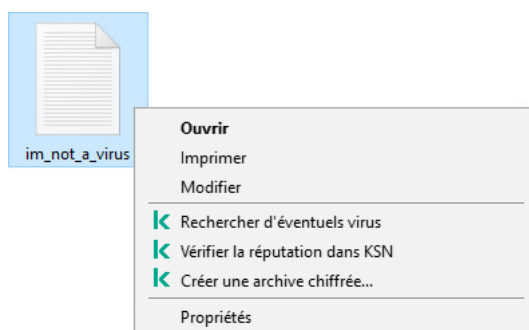 im_not_a_virus
Ouvrir
Imprimer
Modifier
Rechercher d'éventuels virus
Vérifier la réputation dans KSN
Créer une archive chiffrée...
Propriétés